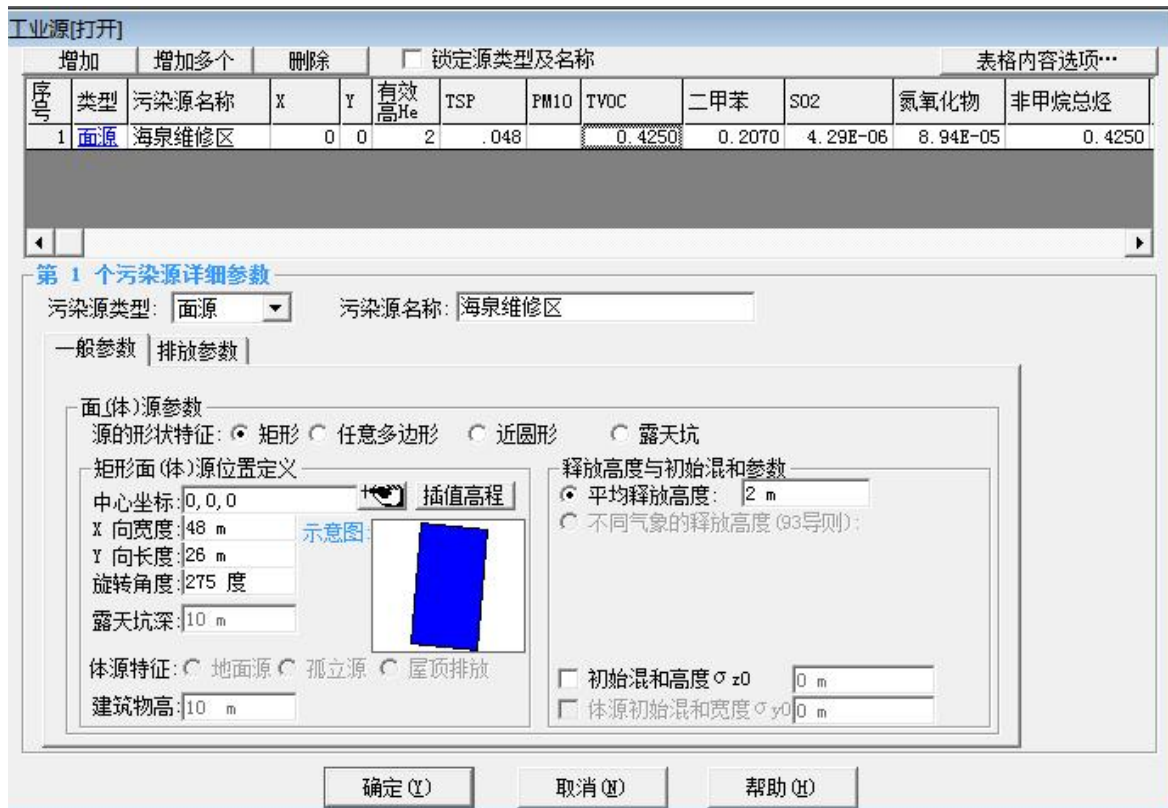 工业源[打开]
增加 增加多个 删除 锁定源类型及名称 表格内容选项…
序号 类型 污染源名称 X Y 有效高He TSP PM10 TVOC 二甲苯 SO2 氮氧化物 非甲烷总烃
1 面源 海泉维修区 0 0 2 .048 0.4250 0.2070 4.29E-06 8.94E-05 0.4250
第 1 个污染源详细参数
污染源类型: 面源 污染源名称: 海泉维修区
一般参数 排放参数
面(体)源参数
源的形状特征: 矩形 任意多边形 近圆形 露天坑
矩形面(体)源位置定义
中心坐标: 0,0,0 插值高程
X 向宽度: 48 m
Y 向长度: 26 m
旋转角度: 275 度
示意图:
露天坑深: 10 m
体源特征: 地面源 孤立源 屋顶排放
建筑物高: 10 m
释放高度与初始混和参数
平均释放高度: 2 m
不同气象的释放高度(93导则):
初始混和高度σz0 0 m
体源初始混和宽度σy0 0 m
确定(Y) 取消(N) 帮助(H)